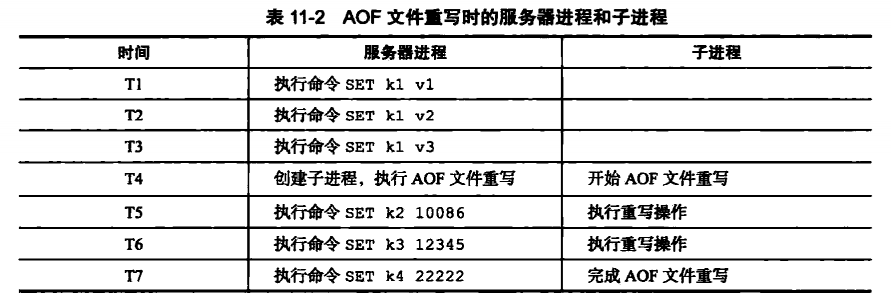 表 11-2 AOF 文件重写时的服务器进程和子进程
时间 服务器进程 子进程
T1 执行命令 SET k1 v1
T2 执行命令 SET k1 v2
T3 执行命令 SET k1 v3
T4 创建子进程，执行 AOF 文件重写 开始 AOF 文件重写
T5 执行命令 SET k2 10086 执行重写操作
T6 执行命令 SET k3 12345 执行重写操作
T7 执行命令 SET k4 22222 完成 AOF 文件重写